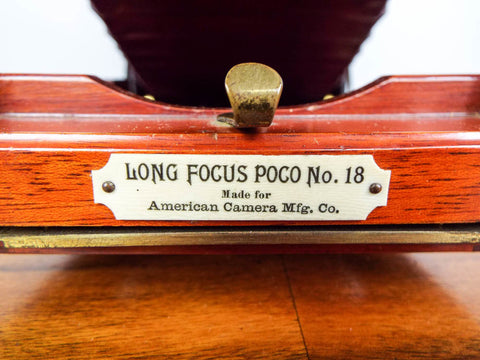 LONG FOCUS POCO No. 18
Made for
American Camera Mfg. Co.